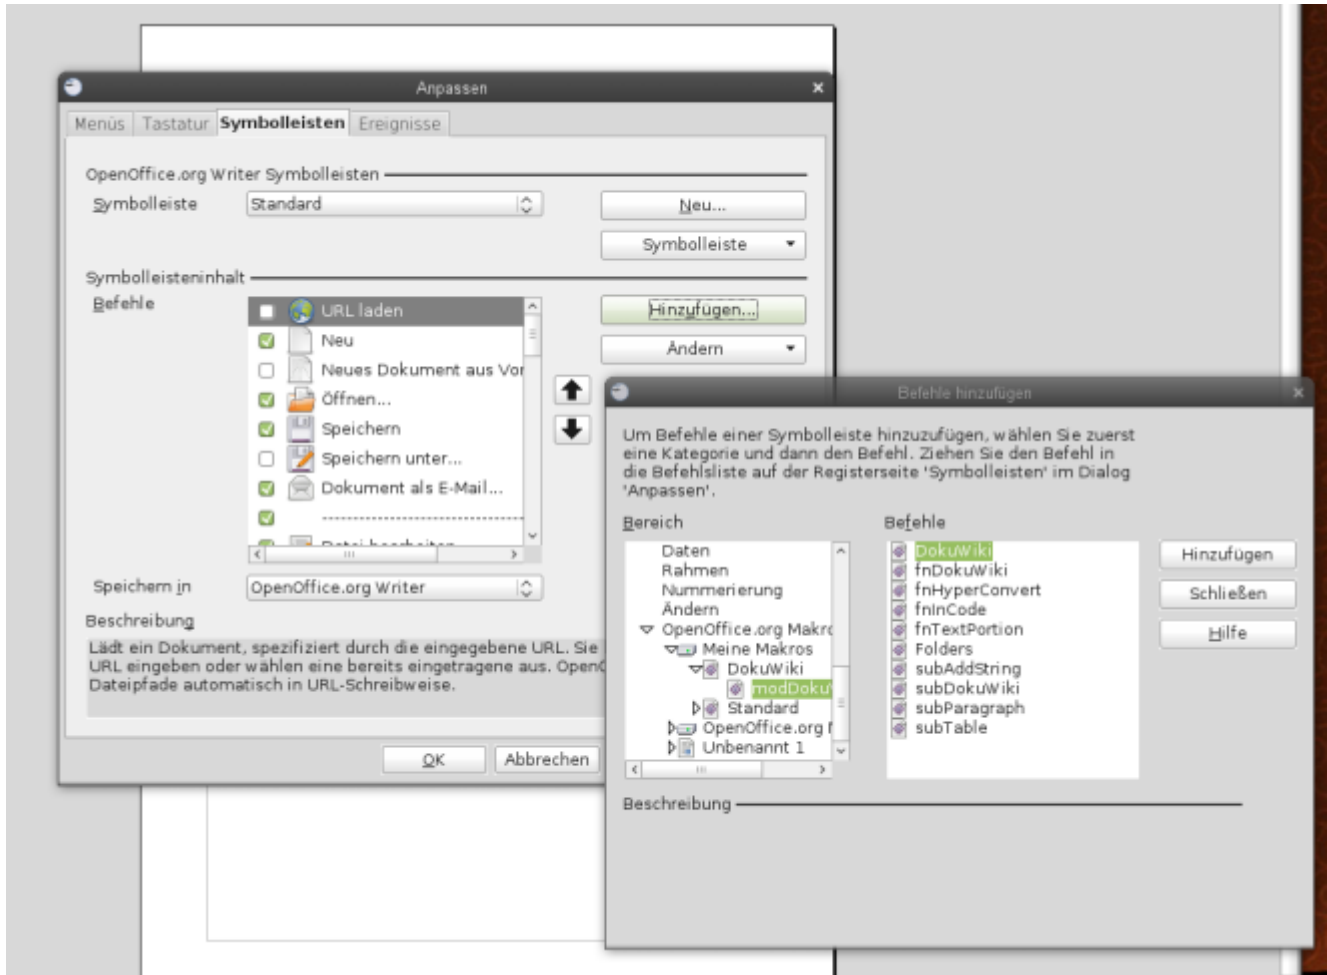 Anpassen
Menüs Tastatur Symbolleisten Ereignisse
OpenOffice.org Writer Symbolleisten
Symbolleiste Standard Neu...
Symbolleiste
Symbolleisteninhalt
Befehle
URL laden
Hinzufügen...
Neu
Ändern
Neues Dokument aus Vor
Öffnen...
Speichern
Speichern unter...
Dokument als E-Mail...
Speichern in OpenOffice.org Writer
Beschreibung
Lädt ein Dokument, spezifiziert durch die eingegebene URL. Sie
URL eingeben oder wählen eine bereits eingetragene aus. OpenO
Dateipfade automatisch in URL-Schreibweise.
OK Abbrechen
Befehle hinzufügen
Um Befehle einer Symbolleiste hinzuzufügen, wählen Sie zuerst
eine Kategorie und dann den Befehl. Ziehen Sie den Befehl in
die Befehlsliste auf der Registerseite 'Symbolleisten' im Dialog
'Anpassen'.
Bereich
Daten
Rahmen
Nummerierung
Ändern
OpenOffice.org Makro
Meine Makros
DokuWiki
modDoku
Standard
OpenOffice.org
Unbenannt 1
Befehle
DokuWiki
fnDokuWiki
fnHyperConvert
fnInCode
fnTextPortion
Folders
subAddString
subDokuWiki
subParagraph
subTable
Hinzufügen
Schließen
Hilfe
Beschreibung